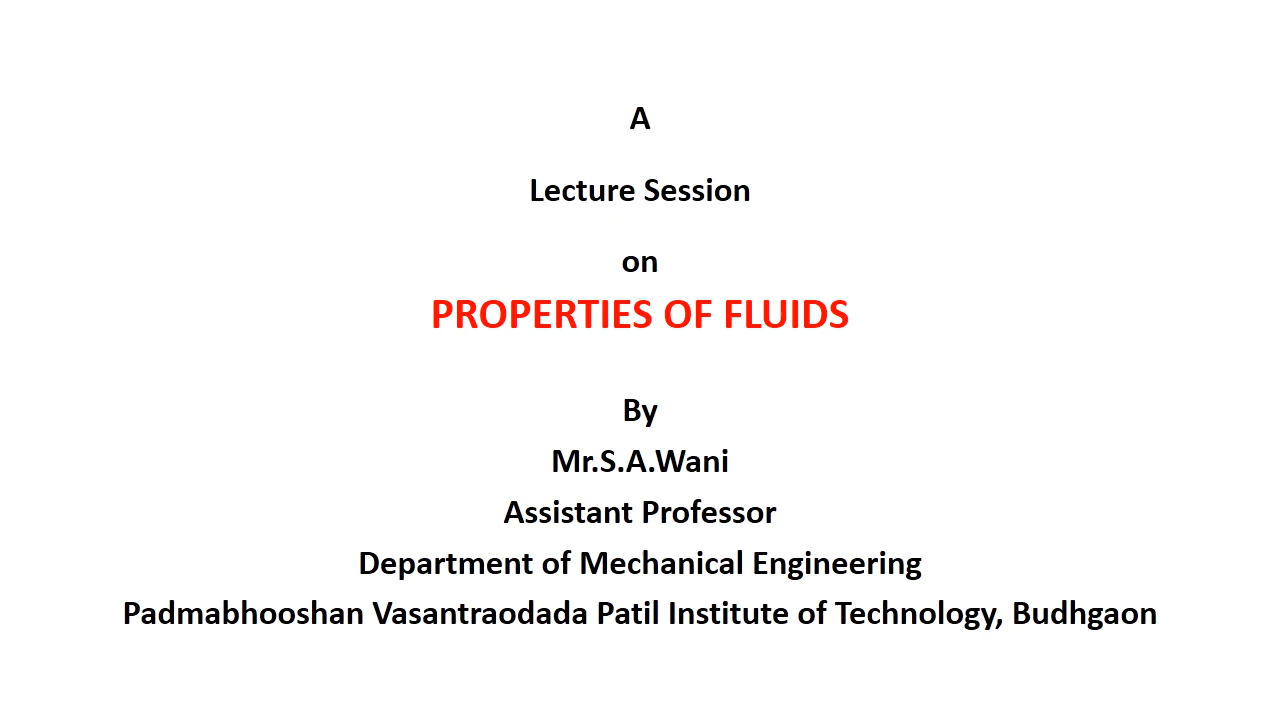 A
Lecture Session
on
PROPERTIES OF FLUIDS
By
Mr.S.A.Wani
Assistant Professor
Department of Mechanical Engineering
Padmabhooshan Vasantraodada Patil Institute of Technology, Budhgaon